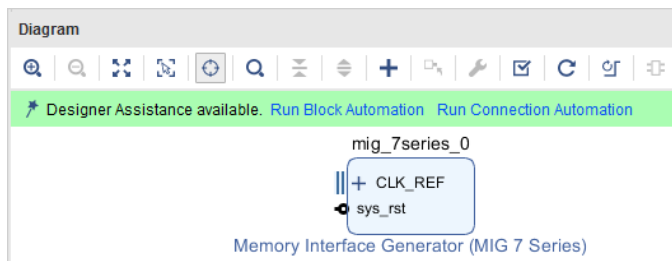 Diagram
Designer Assistance available. Run Block Automation Run Connection Automation
mig_7series_0
CLK_REF
sys_rst
Memory Interface Generator (MIG 7 Series)